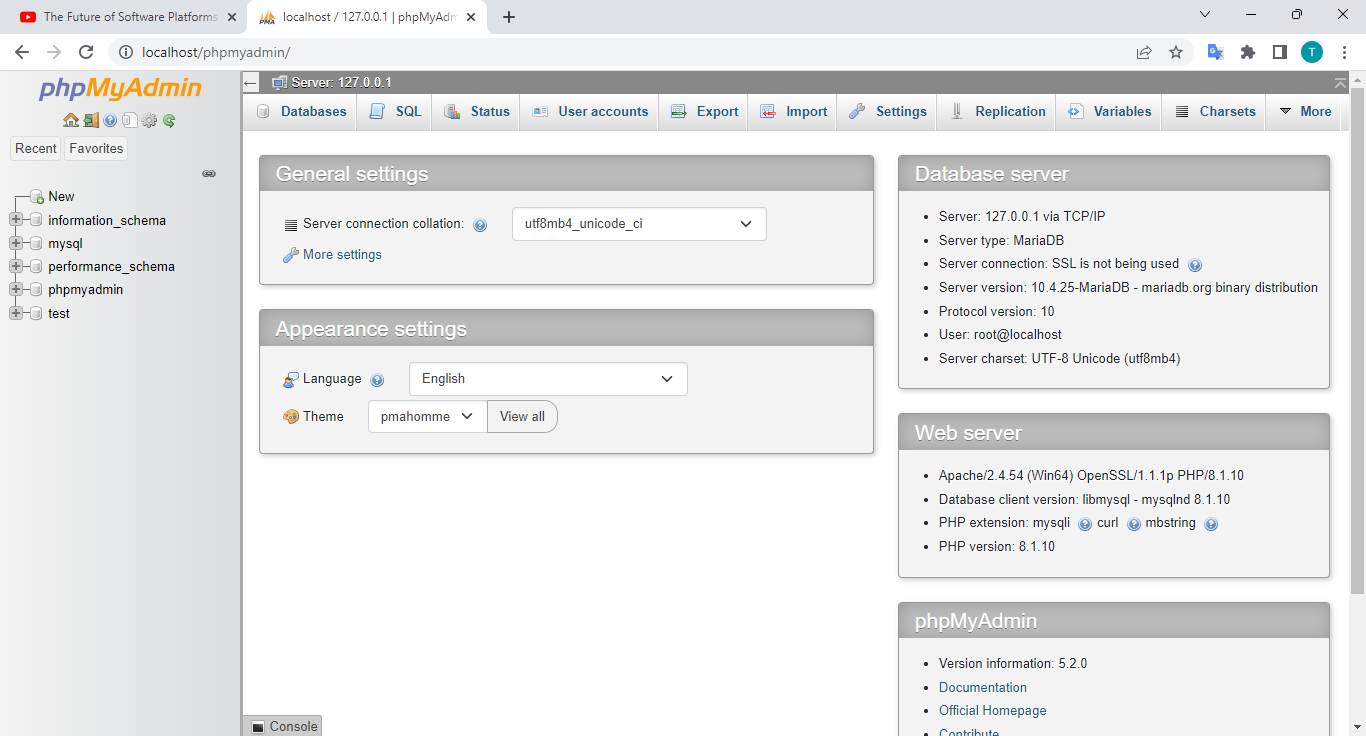 The Future of Software Platforms
localhost / 127.0.0.1 | phpMyAdm
localhost/phpmyadmin/
T
phpMyAdmin
Recent
Favorites
New
information_schema
mysql
performance_schema
phpmyadmin
test
Server: 127.0.0.1
Databases
SQL
Status
User accounts
Export
Import
Settings
Replication
Variables
Charsets
More
General settings
Server connection collation:
utf8mb4_unicode_ci
More settings
Appearance settings
Language
English
Theme
pmahomme
View all
Database server
Server: 127.0.0.1 via TCP/IP
Server type: MariaDB
Server connection: SSL is not being used
Server version: 10.4.25-MariaDB - mariadb.org binary distribution
Protocol version: 10
User: root@localhost
Server charset: UTF-8 Unicode (utf8mb4)
Web server
Apache/2.4.54 (Win64) OpenSSL/1.1.1p PHP/8.1.10
Database client version: libmysql - mysqlnd 8.1.10
PHP extension: mysqli curl mbstring
PHP version: 8.1.10
phpMyAdmin
Version information: 5.2.0
Documentation
Official Homepage
Contribute
Console